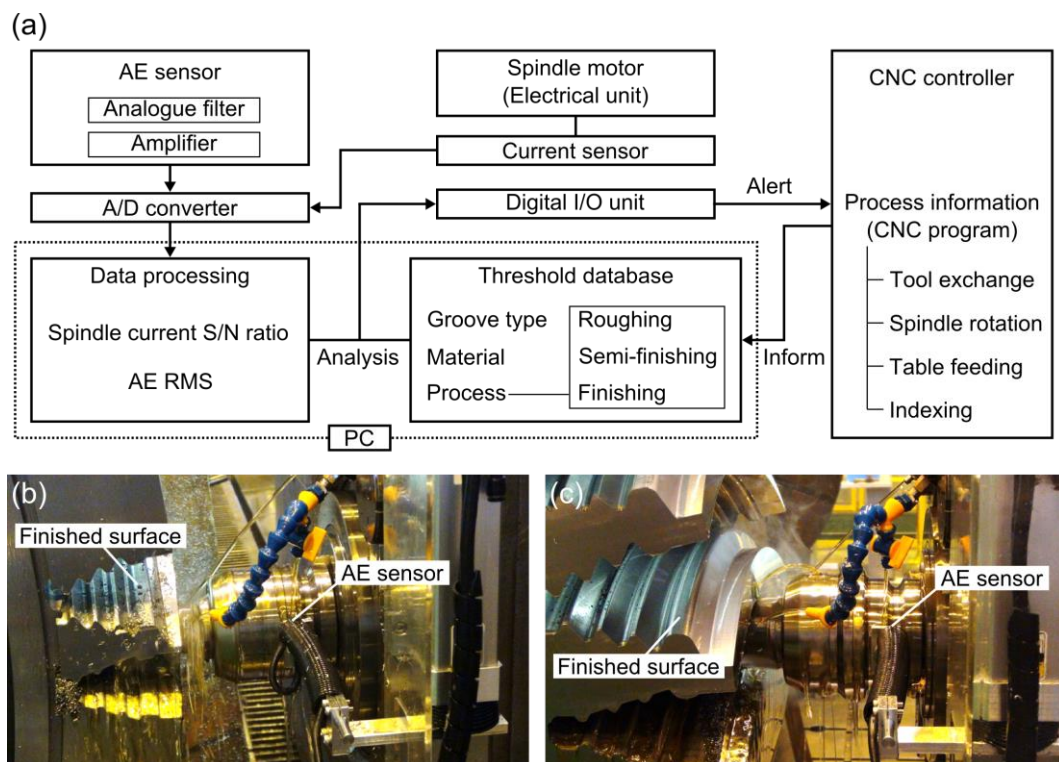 (a)
AE sensor
Analogue filter
Amplifier
A/D converter
Spindle motor
(Electrical unit)
Current sensor
Digital I/O unit
Alert
CNC controller
Process information
(CNC program)
Tool exchange
Spindle rotation
Table feeding
Indexing
Data processing
Spindle current S/N ratio
AE RMS
Analysis
Threshold database
Groove type
Material
Process
Roughing
Semi-finishing
Finishing
Inform
PC
(b)
Finished surface
AE sensor
(c)
AE sensor
Finished surface